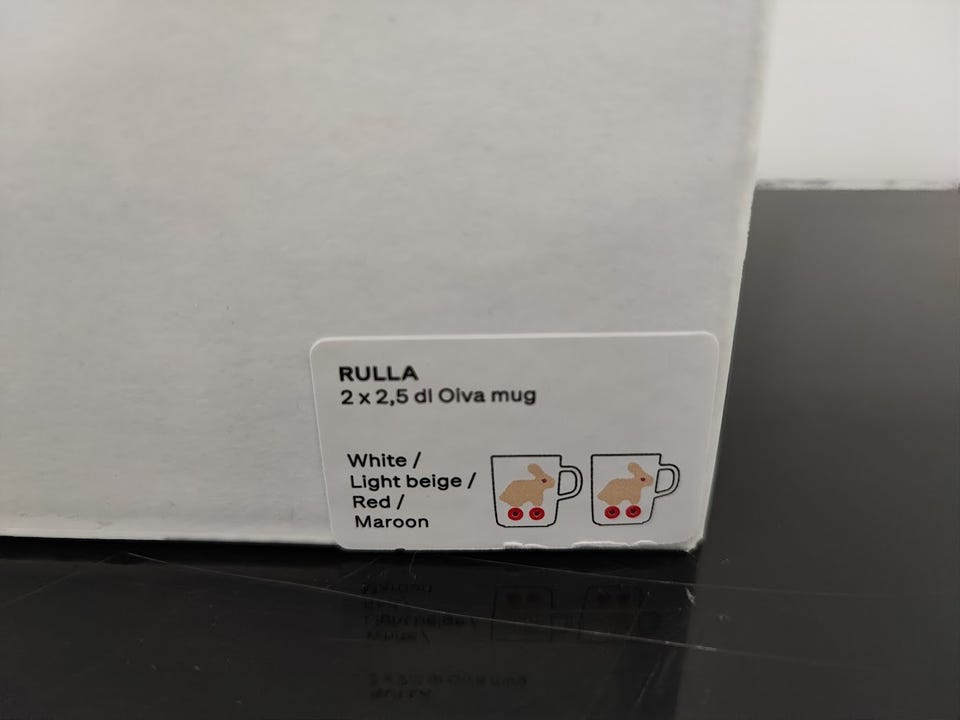 RULLA
2 x 2,5 dl Oiva mug
White /
Light beige /
Red /
Maroon